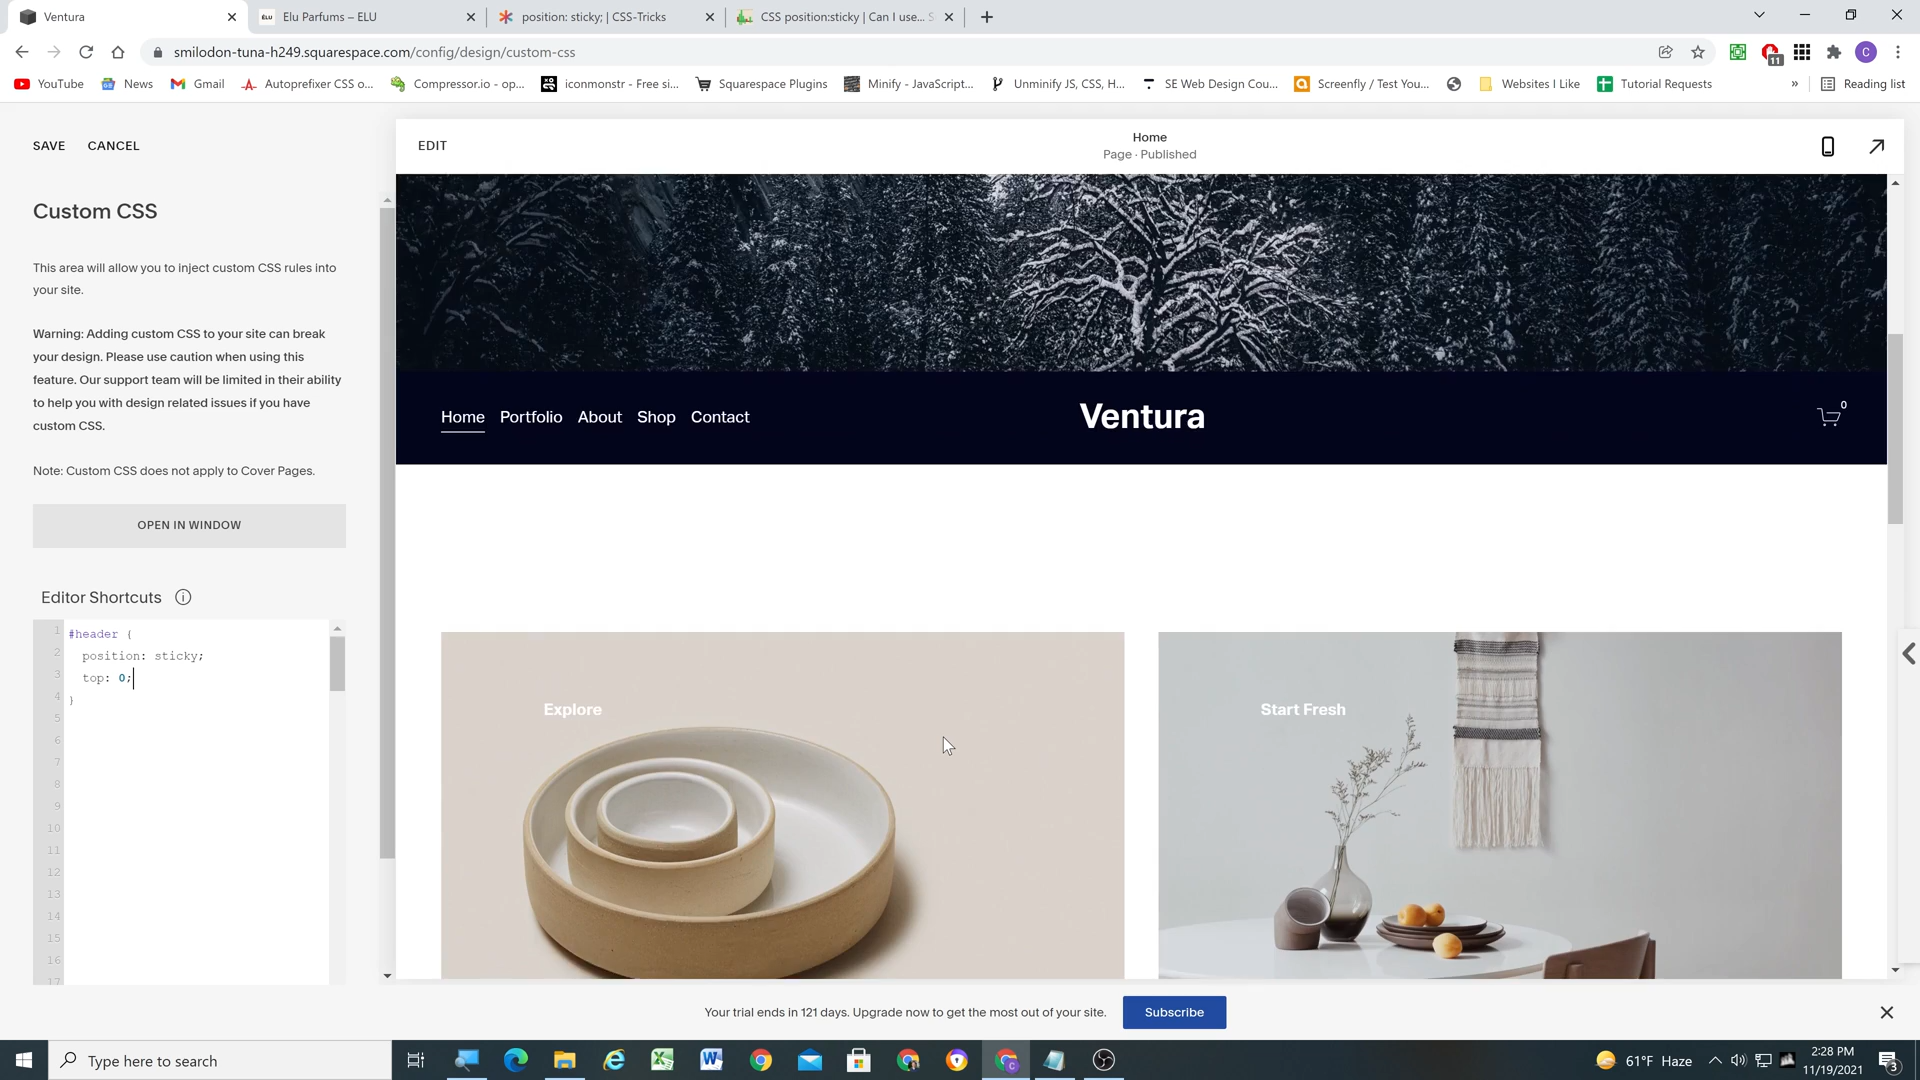 Ventura
Elu Parfums – ELU
position: sticky; | CSS-Tricks
CSS position:sticky | Can I use... S
smilodon-tuna-h249.squarespace.com/config/design/custom-css
11
C
YouTube
News
Gmail
Autoprefixer CSS o...
Compressor.io - op...
iconmonstr - Free si...
Squarespace Plugins
Minify - JavaScript...
Unminify JS, CSS, H...
SE Web Design Cou...
Screenfly / Test You...
Websites I Like
Tutorial Requests
»
Reading list
SAVE
CANCEL
EDIT
Home
Page · Published
Custom CSS
This area will allow you to inject custom CSS rules into
your site.
Warning: Adding custom CSS to your site can break
your design. Please use caution when using this
feature. Our support team will be limited in their ability
to help you with design related issues if you have
custom CSS.
Note: Custom CSS does not apply to Cover Pages.
OPEN IN WINDOW
Editor Shortcuts
1 #header {
2 position: sticky;
3 top: 0;
4 }
5
6
7
8
9
10
11
12
13
14
15
16
17
Home
Portfolio
About
Shop
Contact
Ventura
0
Explore
Start Fresh
Your trial ends in 121 days. Upgrade now to get the most out of your site.
Subscribe
Type here to search
61°F Haze
2:28 PM
11/19/2021
3